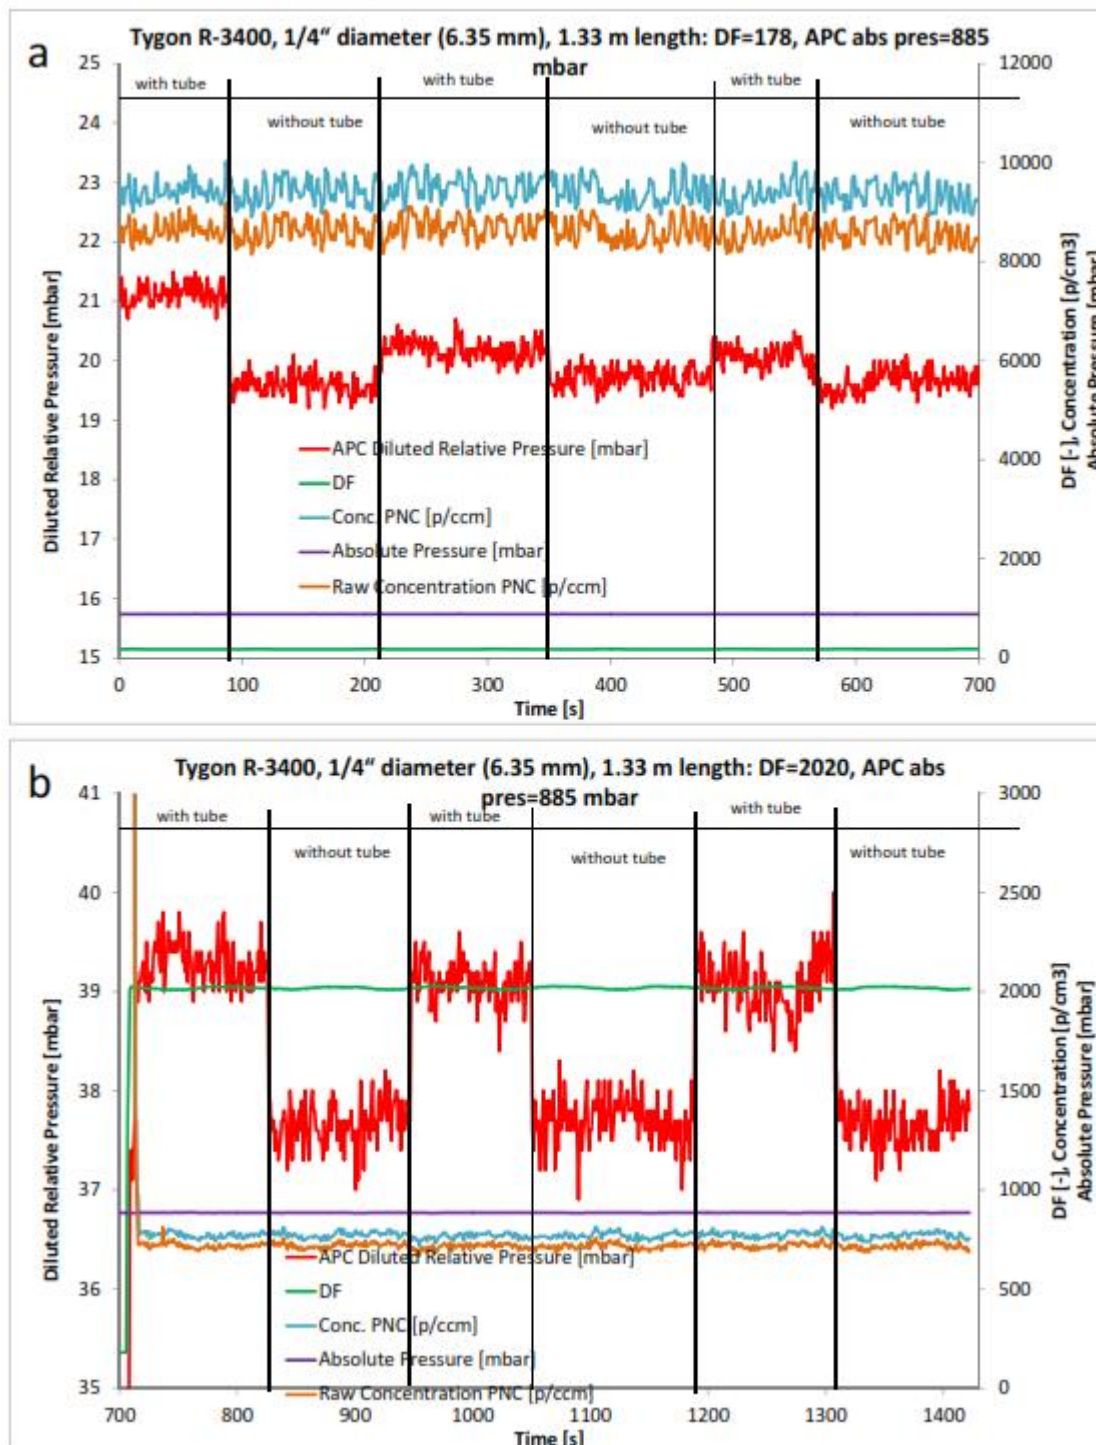 a
Tygon R-3400, 1/4“ diameter (6.35 mm), 1.33 m length: DF=178, APC abs pres=885
mbar
25
24
23
22
21
20
19
18
17
16
15
Diluted Relative Pressure [mbar]
with tube
without tube
with tube
without tube
with tube
without tube
12000
10000
8000
6000
4000
2000
0
DF [-], Concentration [p/cm3]
Absolute Pressure [mbar]
APC Diluted Relative Pressure [mbar]
DF
Conc. PNC [p/ccm]
Absolute Pressure [mbar]
Raw Concentration PNC [p/ccm]
0 100 200 300 400 500 600 700
Time [s]
b
Tygon R-3400, 1/4“ diameter (6.35 mm), 1.33 m length: DF=2020, APC abs
pres=885 mbar
41
40
39
38
37
36
35
Diluted Relative Pressure [mbar]
with tube
without tube
with tube
without tube
with tube
without tube
3000
2500
2000
1500
1000
500
0
DF [-], Concentration [p/cm3]
Absolute Pressure [mbar]
APC Diluted Relative Pressure [mbar]
DF
Conc. PNC [p/ccm]
Absolute Pressure [mbar]
Raw Concentration PNC [p/ccm]
700 800 900 1000 1100 1200 1300 1400
Time [s]